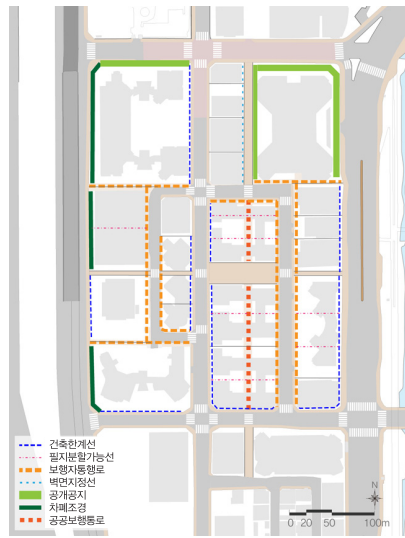 건축한계선
필지분할가능선
보행자통행로
벽면지정선
공개공지
차폐조경
공공보행통로
N
0 20 50 100m